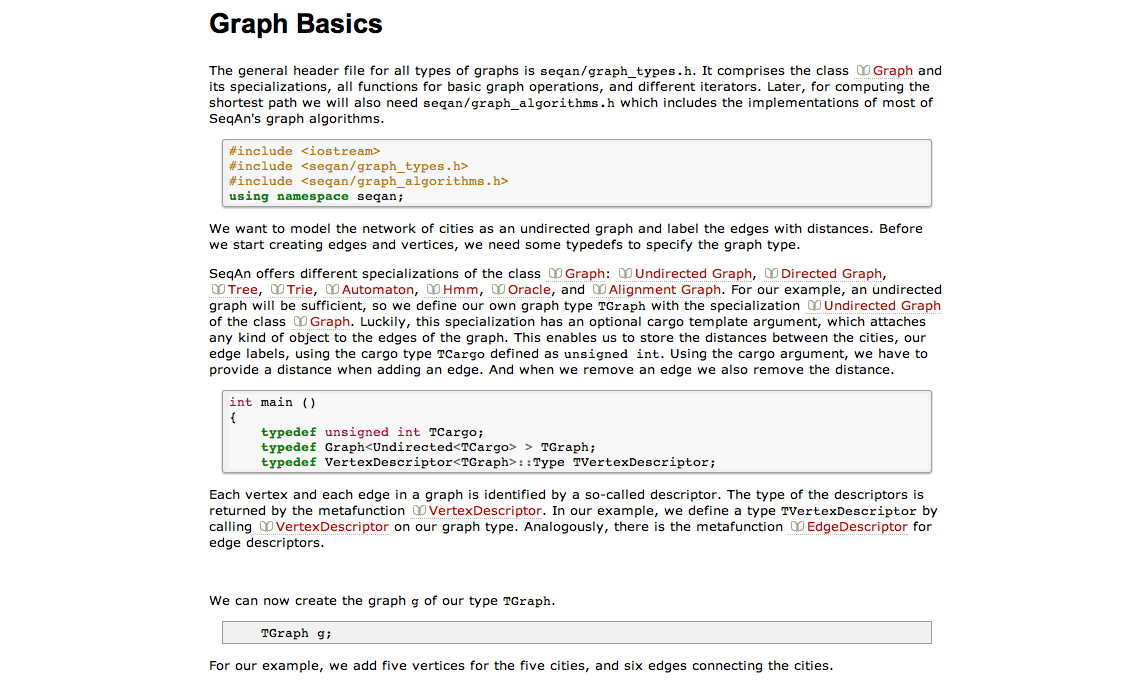 Graph Basics
The general header file for all types of graphs is seqan/graph_types.h. It comprises the class Graph and
its specializations, all functions for basic graph operations, and different iterators. Later, for computing the
shortest path we will also need seqan/graph_algorithms.h which includes the implementations of most of
SeqAn's graph algorithms.
#include <iostream>
#include <seqan/graph_types.h>
#include <seqan/graph_algorithms.h>
using namespace seqan;
We want to model the network of cities as an undirected graph and label the edges with distances. Before
we start creating edges and vertices, we need some typedefs to specify the graph type.
SeqAn offers different specializations of the class Graph: Undirected Graph, Directed Graph,
Tree, Trie, Automaton, Hmm, Oracle, and Alignment Graph. For our example, an undirected
graph will be sufficient, so we define our own graph type TGraph with the specialization Undirected Graph
of the class Graph. Luckily, this specialization has an optional cargo template argument, which attaches
any kind of object to the edges of the graph. This enables us to store the distances between the cities, our
edge labels, using the cargo type TCargo defined as unsigned int. Using the cargo argument, we have to
provide a distance when adding an edge. And when we remove an edge we also remove the distance.
int main ()
{
    typedef unsigned int TCargo;
    typedef Graph<Undirected<TCargo> > TGraph;
    typedef VertexDescriptor<TGraph>::Type TVertexDescriptor;
Each vertex and each edge in a graph is identified by a so-called descriptor. The type of the descriptors is
returned by the metafunction VertexDescriptor. In our example, we define a type TVertexDescriptor by
calling VertexDescriptor on our graph type. Analogously, there is the metafunction EdgeDescriptor for
edge descriptors.
We can now create the graph g of our type TGraph.
    TGraph g;
For our example, we add five vertices for the five cities, and six edges connecting the cities.